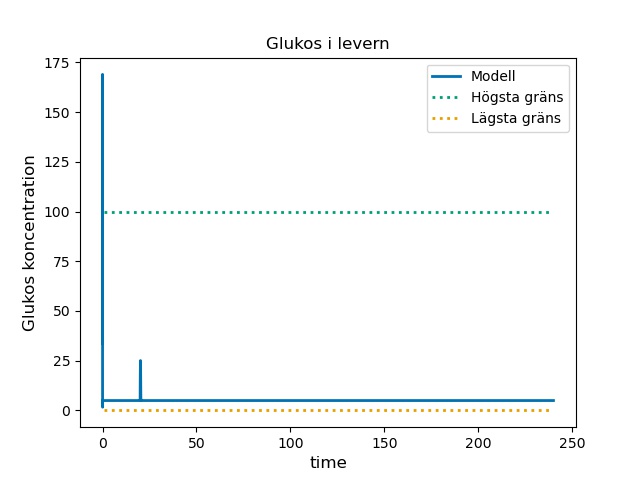 Glukos i levern
175
150
125
100
75
50
25
0
Glukos koncentration
Modell
Högsta gräns
Lägsta gräns
0
50
100
150
200
250
time